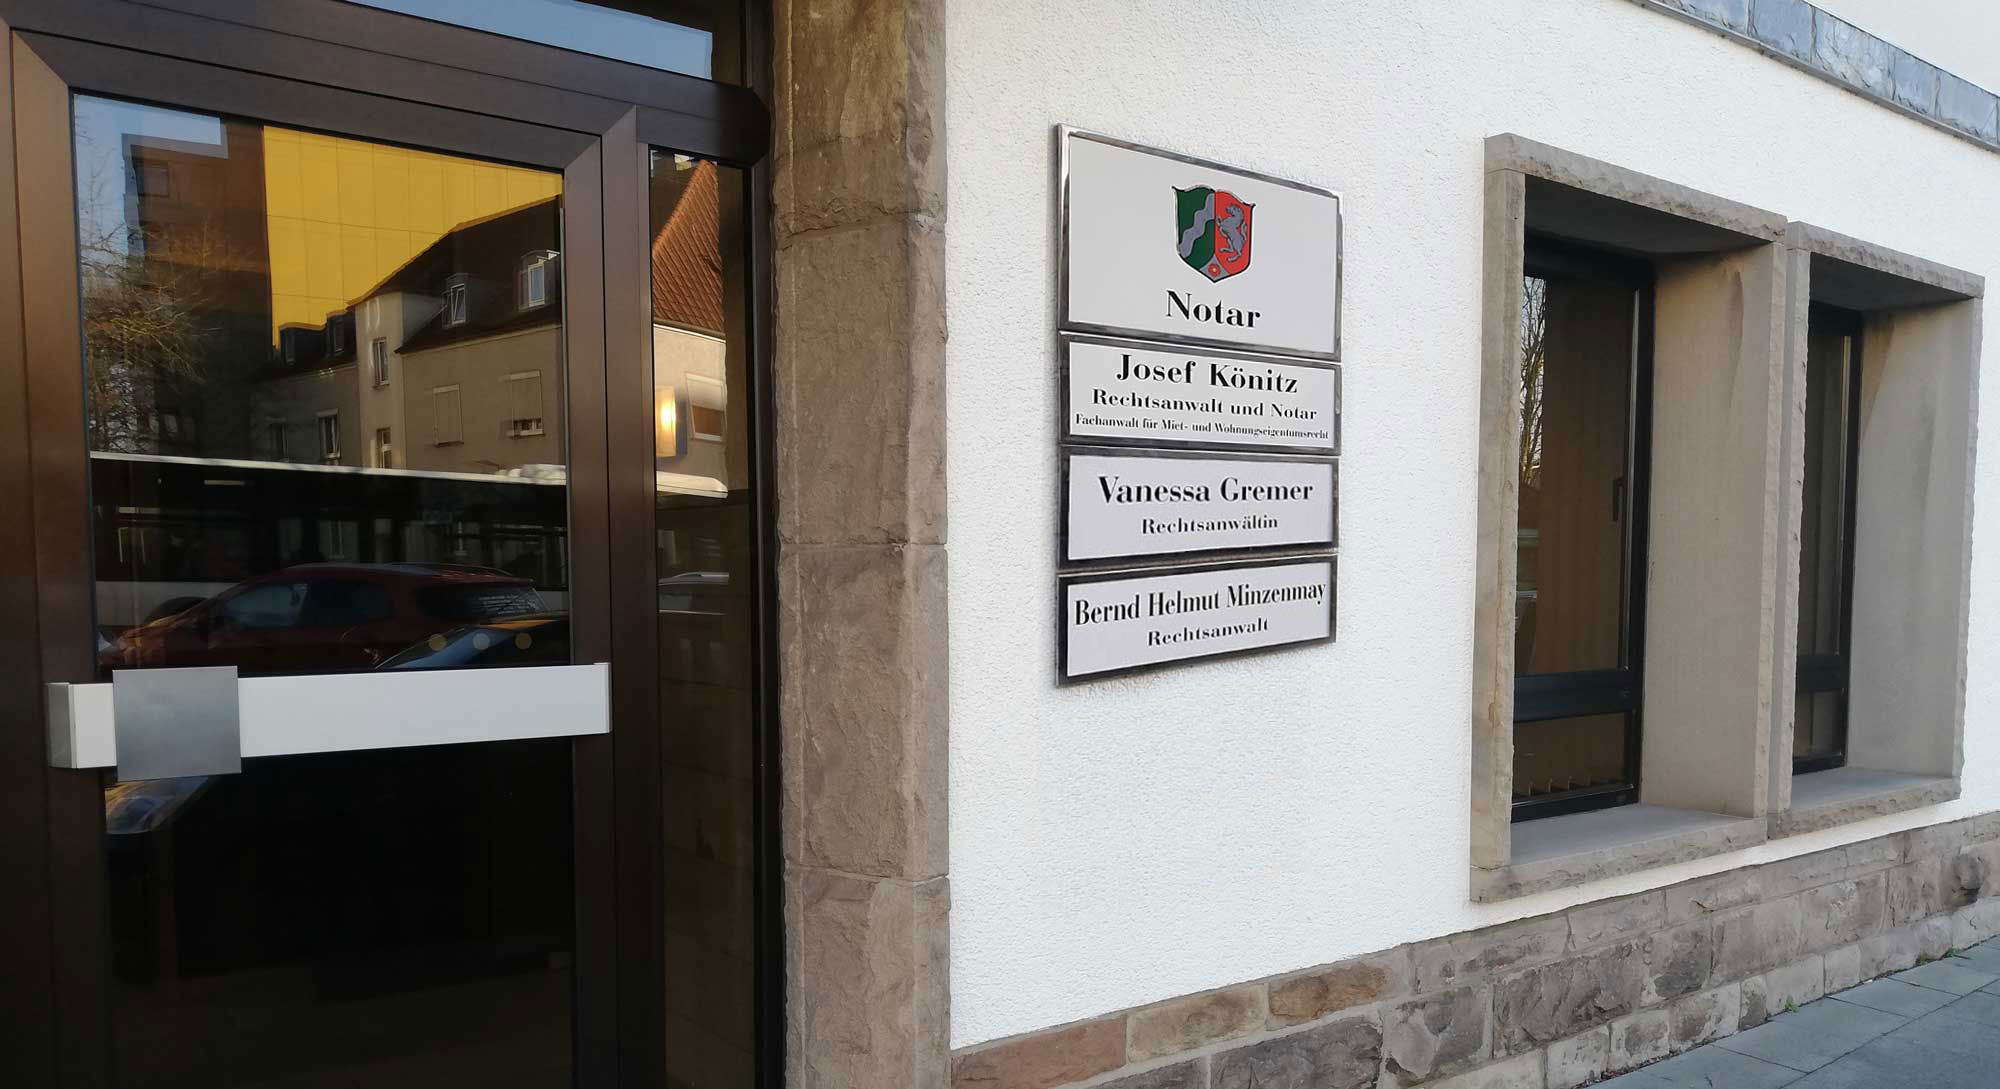 Notar
Josef Könitz
Rechtsanwalt und Notar
Fachanwalt für Miet- und Wohnungseigentumsrecht
Vanessa Gremer
Rechtsanwältin
Bernd Helmut Minzenmay
Rechtsanwalt